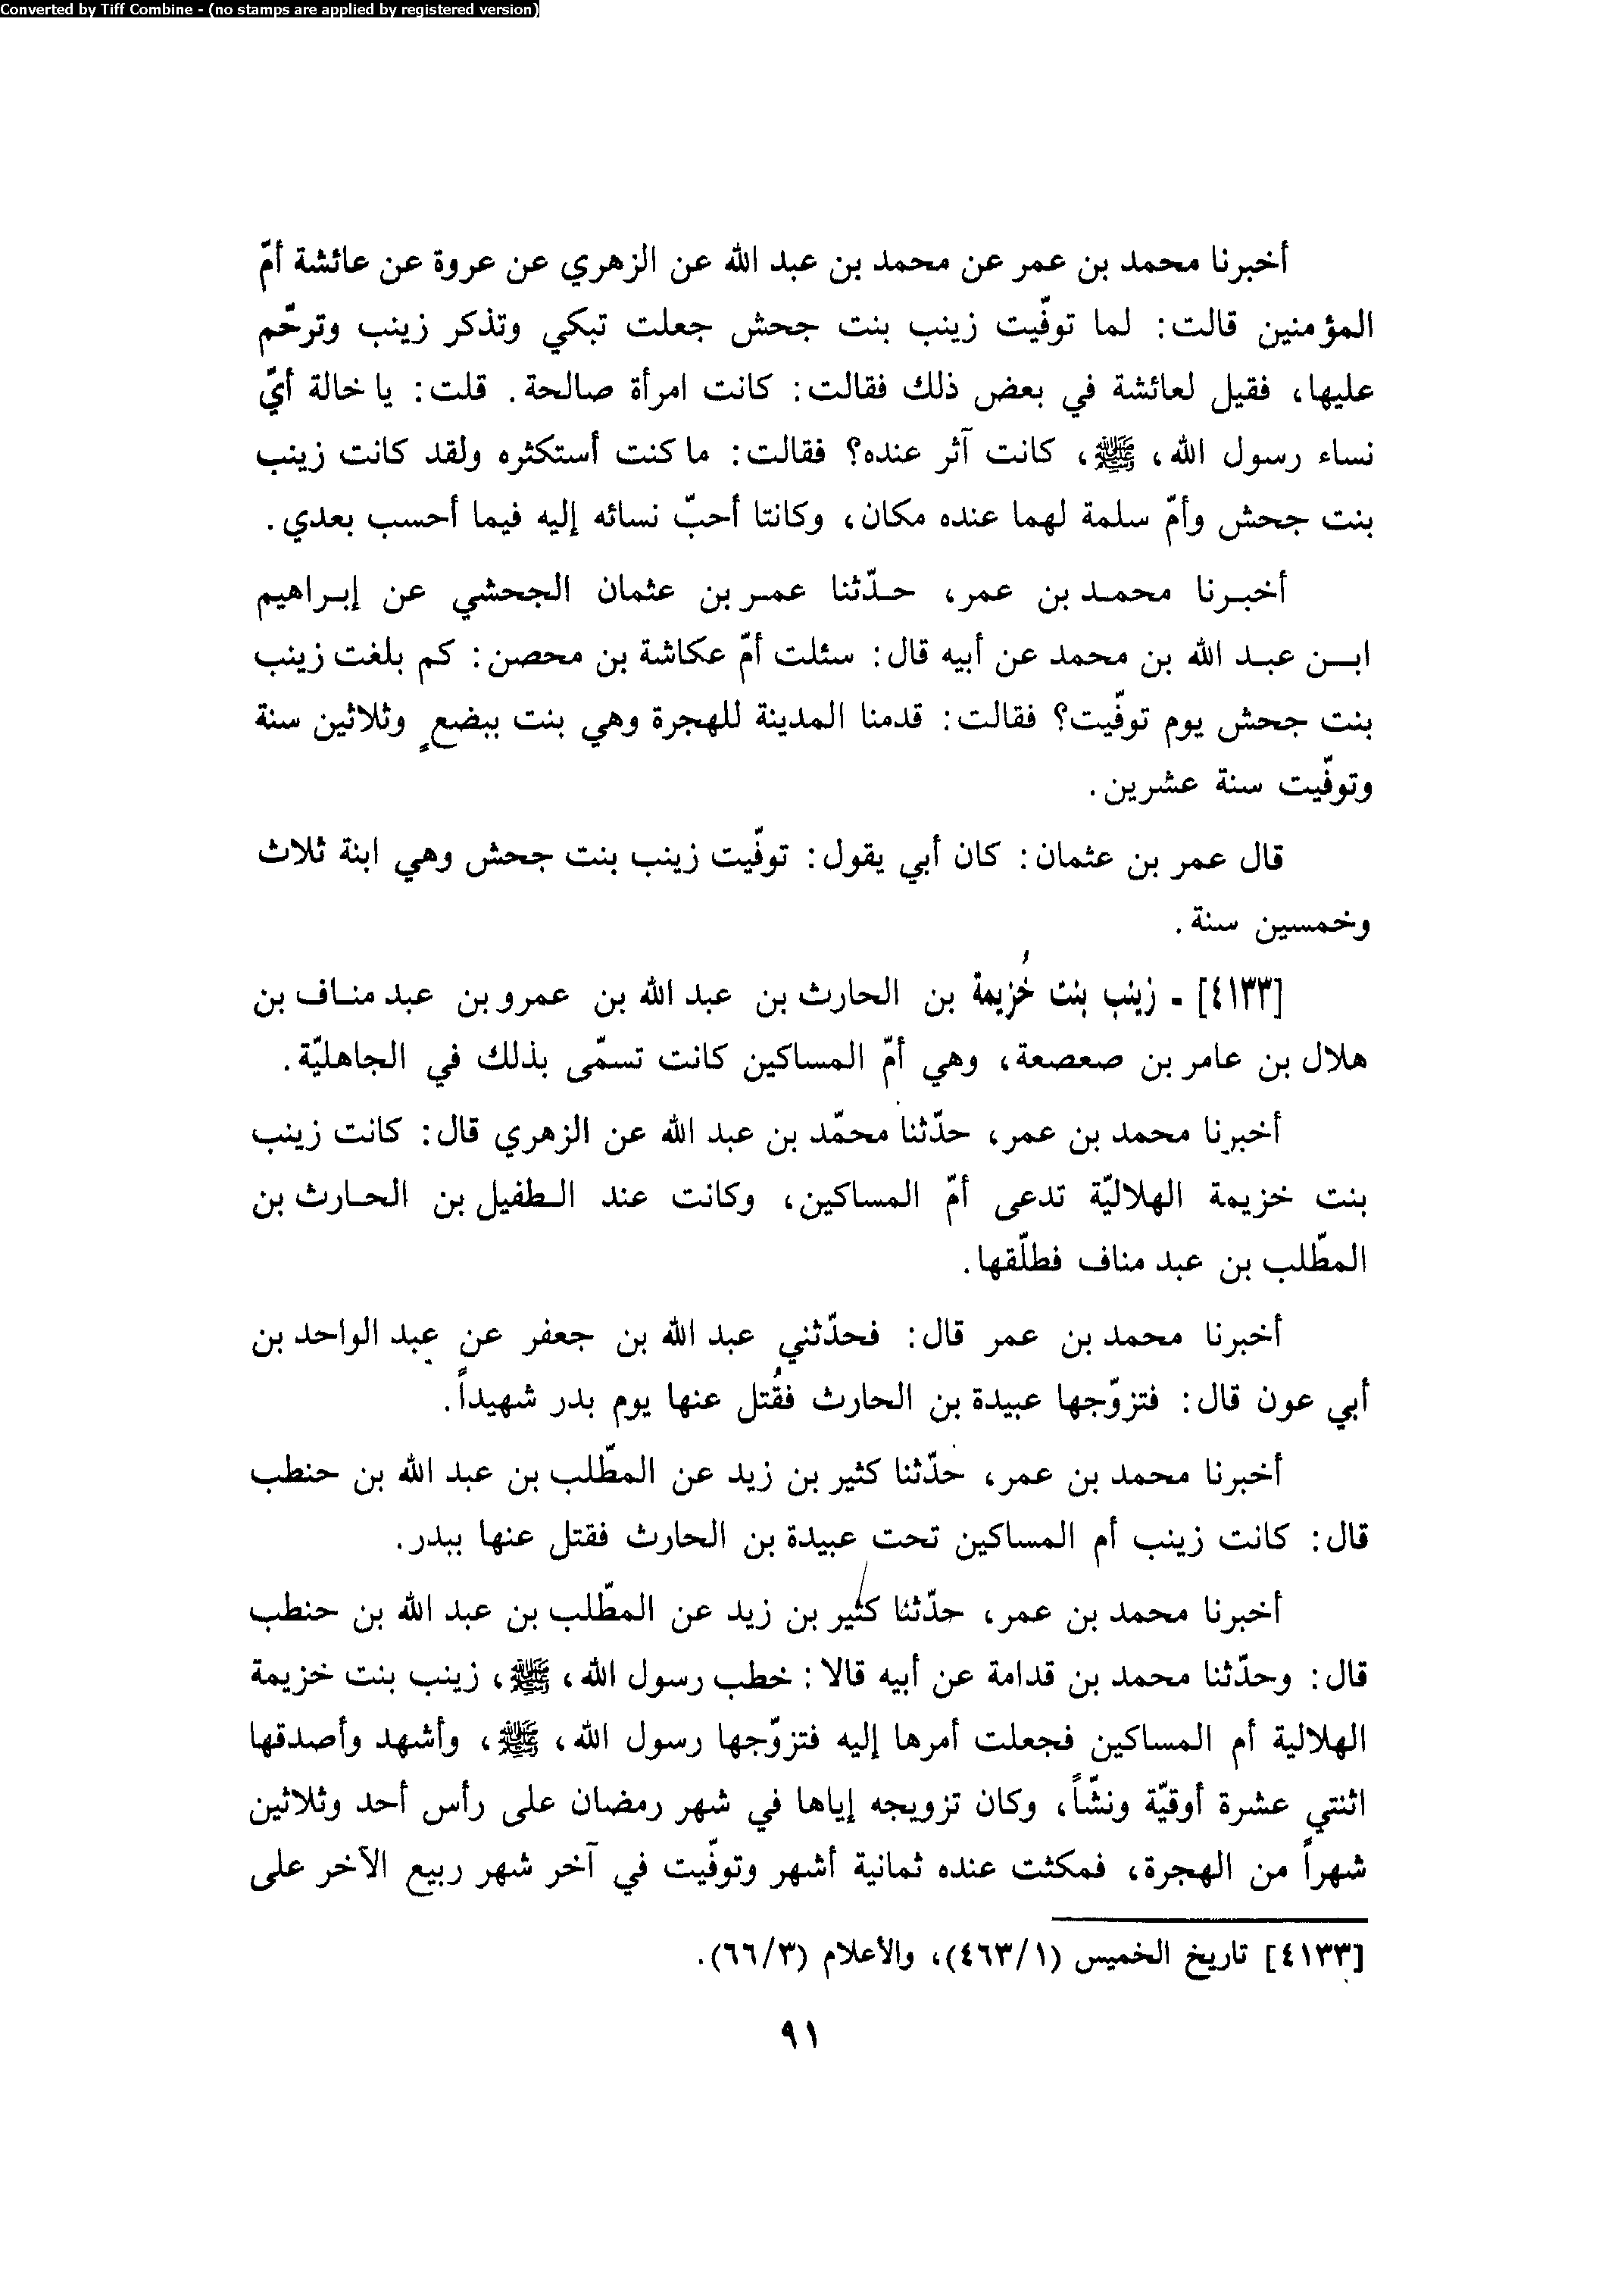 Converted by Tiff Combine - (no stamps are applied by registered version)
أخبرنا محمد بن عمر عن محمد بن عبد الله عن الزهري عن عروة عن عائشة أمّ
المؤمنين قالت: لما توفّيت زينب بنت جحش جعلت تبكي وتذكر زينب وترحّم
عليها، فقيل لعائشة في بعض ذلك فقالت: كانت امرأة صالحة. قلت: يا خالة أيّ
نساء رسول الله، ﷺ، كانت آثر عنده؟ فقالت: ما كنت أستكثره ولقد كانت زينب
بنت جحش وأمّ سلمة لهما عنده مكان، وكانتا أحبّ نسائه إليه فيما أحسب بعدي.
أخبرنا محمد بن عمر، حدّثنا عمر بن عثمان الجحشي عن إبراهيم
ابن عبد الله بن محمد عن أبيه قال: سئلت أمّ عكاشة بن محصن: كم بلغت زينب
بنت جحش يوم توفّيت؟ فقالت: قدمنا المدينة للهجرة وهي بنت ببضعٍ وثلاثين سنة
وتوفّيت سنة عشرين.
قال عمر بن عثمان: كان أبي يقول: توفّيت زينب بنت جحش وهي ابنة ثلاث
وخمسين سنة.
[٤١٣٣] - زينب بنت خُزيمة بن الحارث بن عبد الله بن عمرو بن عبد مناف بن
هلال بن عامر بن صعصعة، وهي أمّ المساكين كانت تسمّى بذلك في الجاهليّة.
أخبرنا محمد بن عمر، حدّثنا محمّد بن عبد الله عن الزهري قال: كانت زينب
بنت خزيمة الهلاليّة تدعى أمّ المساكين، وكانت عند الطفيل بن الحارث بن
المطّلب بن عبد مناف فطلّقها.
أخبرنا محمد بن عمر قال: فحدّثني عبد الله بن جعفر عن عبد الواحد بن
أبي عون قال: فتزوّجها عبيدة بن الحارث فقُتل عنها يوم بدر شهيداً.
أخبرنا محمد بن عمر، حدّثنا كثير بن زيد عن المطّلب بن عبد الله بن حنطب
قال: كانت زينب أم المساكين تحت عبيدة بن الحارث فقتل عنها ببدر.
أخبرنا محمد بن عمر، حدّثنا كثير بن زيد عن المطّلب بن عبد الله بن حنطب
قال: وحدّثنا محمد بن قدامة عن أبيه قالا: خطب رسول الله، ﷺ، زينب بنت خزيمة
الهلالية أم المساكين فجعلت أمرها إليه فتزوّجها رسول الله، ﷺ، وأشهد وأصدقها
اثنتي عشرة أوقيّة ونشّاً، وكان تزويجه إياها في شهر رمضان على رأس أحد وثلاثين
شهراً من الهجرة، فمكثت عنده ثمانية أشهر وتوفّيت في آخر شهر ربيع الآخر على
[٤١٣٣] تاريخ الخميس (٤٦٣/١)، والأعلام (٦٦/٣).
٩١